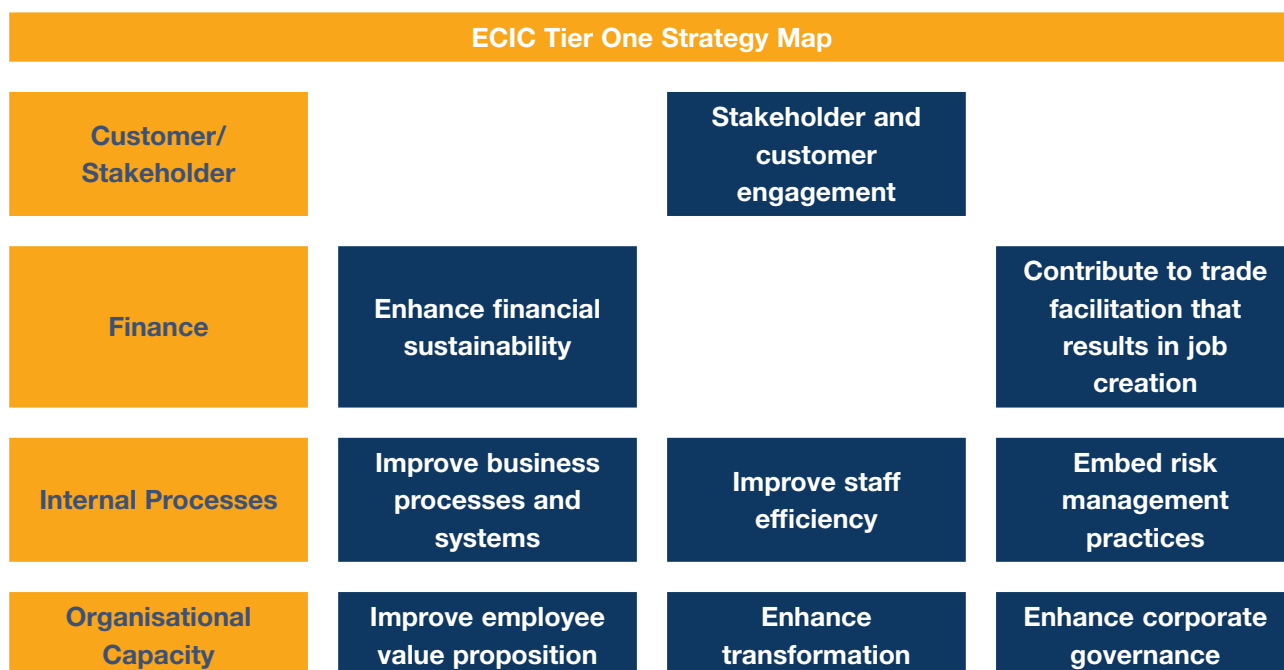 ECIC Tier One Strategy Map
Customer/
Stakeholder
Stakeholder and
customer
engagement
Finance
Enhance financial
sustainability
Contribute to trade
facilitation that
results in job
creation
Internal Processes
Improve business
processes and
systems
Improve staff
efficiency
Embed risk
management
practices
Organisational
Capacity
Improve employee
value proposition
Enhance
transformation
Enhance corporate
governance